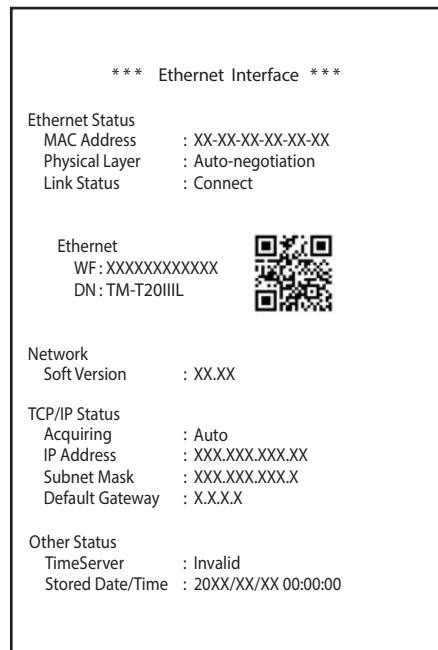 *** Ethernet Interface ***
Ethernet Status
MAC Address : XX-XX-XX-XX-XX-XX
Physical Layer : Auto-negotiation
Link Status : Connect
Ethernet
WF : XXXXXXXXXXXX
DN : TM-T20IIIL
Network
Soft Version : XX.XX
TCP/IP Status
Acquiring : Auto
IP Address : XXX.XXX.XXX.XX
Subnet Mask : XXX.XXX.XXX.X
Default Gateway : X.X.X.X
Other Status
TimeServer : Invalid
Stored Date/Time : 20XX/XX/XX 00:00:00